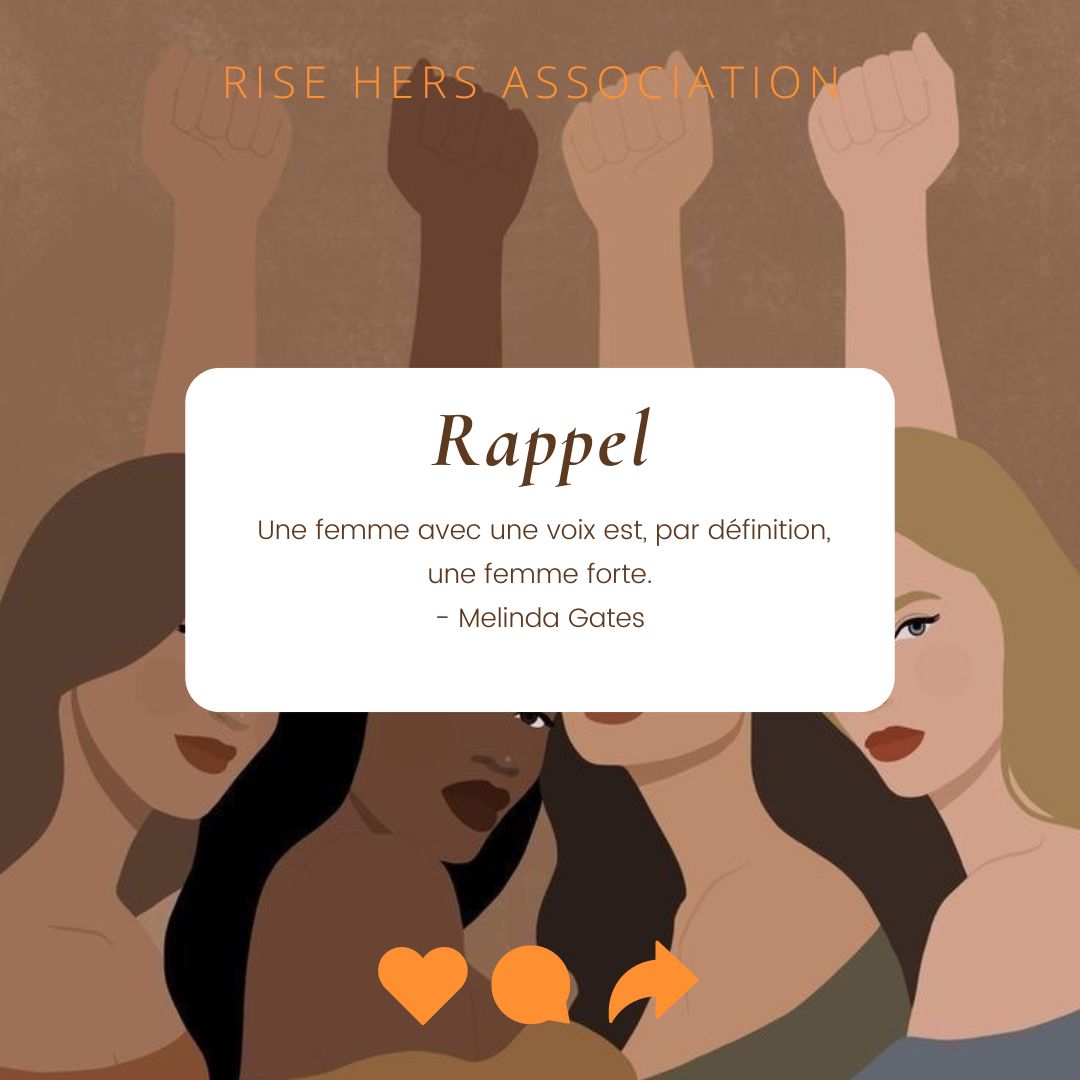 RISE HERS ASSOCIATION
Rappel
Une femme avec une voix est, par définition,
une femme forte.
- Melinda Gates